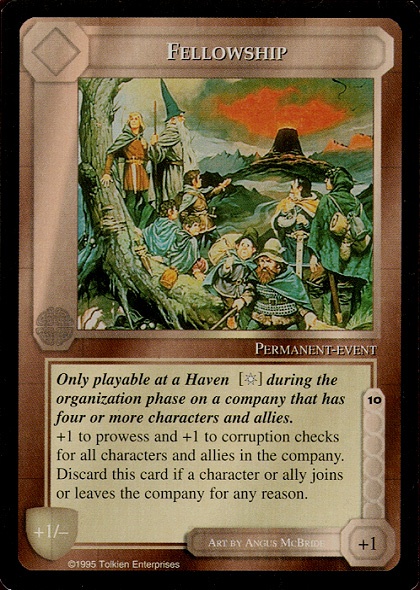 FELLOWSHIP
PERMANENT-EVENT
Only playable at a Haven [☼] during the
organization phase on a company that has
four or more characters and allies.
+1 to prowess and +1 to corruption checks
for all characters and allies in the company.
Discard this card if a character or ally joins
or leaves the company for any reason.
10
+1/–
ART BY ANGUS MCBRIDE
+1
©1995 Tolkien Enterprises